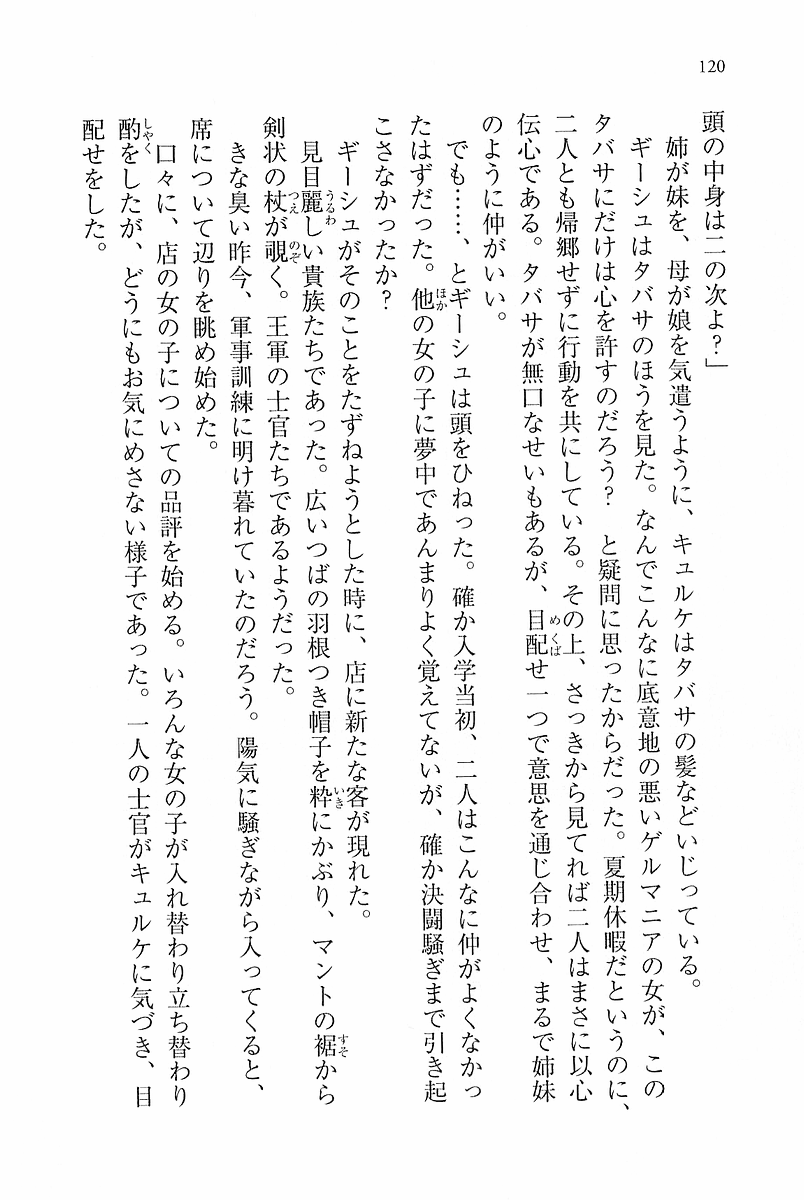 120
頭の中身は二の次よ？」
　姉が妹を、母が娘を気遣うように、キュルケはタバサの髪などいじっている。
　ギーシュはタバサのほうを見た。なんでこんなに底意地の悪いゲルマニアの女が、この
タバサにだけは心を許すのだろう？　と疑問に思ったからだった。夏期休暇だというのに、
二人とも帰郷せずに行動を共にしている。その上、さっきから見てれば二人はまさに以心
伝心である。タバサが無口なせいもあるが、目配せ一つで意思を通じ合わせ、まるで姉妹
のように仲がいい。
　でも……、とギーシュは頭をひねった。確か入学当初、二人はこんなに仲がよくなかっ
たはずだった。他の女の子に夢中であんまりよく覚えてないが、確か決闘騒ぎまで引き起
こさなかったか？
　ギーシュがそのことをたずねようとした時に、店に新たな客が現れた。
　見目麗しい貴族たちであった。広いつばの羽根つき帽子を粋にかぶり、マントの裾から
剣状の杖が覗く。王軍の士官たちであるようだった。
　きな臭い昨今、軍事訓練に明け暮れていたのだろう。陽気に騒ぎながら入ってくると、
席について辺りを眺め始めた。
　口々に、店の女の子についての品評を始める。いろんな女の子が入れ替わり立ち替わり
酌をしたが、どうにもお気にめさない様子であった。一人の士官がキュルケに気づき、目
配せをした。